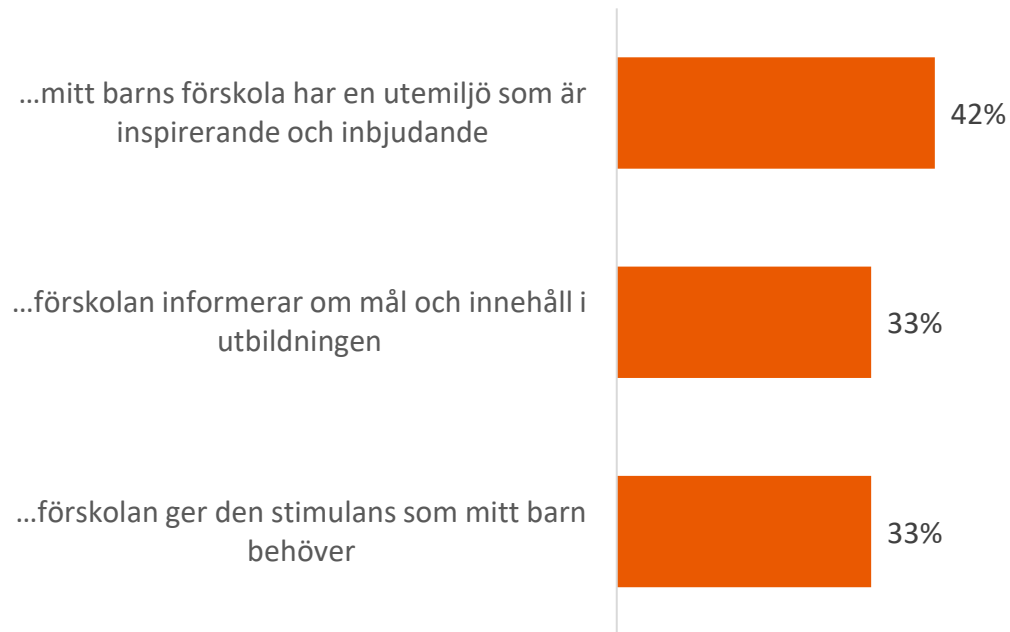 ...mitt barns förskola har en utemiljö som är
inspirerande och inbjudande
42%
...förskolan informerar om mål och innehåll i
utbildningen
33%
...förskolan ger den stimulans som mitt barn
behöver
33%